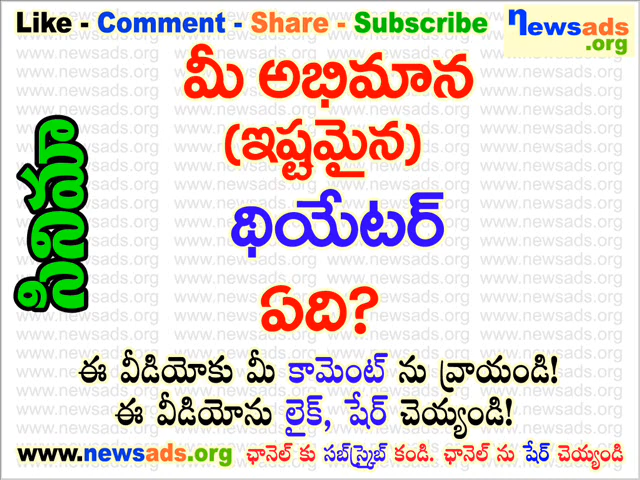 Like - Comment - Share - Subscribe
newsads
.org
మీ అభిమాన
(ఇష్టమైన)
థియేటర్
ఏది?
సినిమా
ఈ వీడియోకు మీ కామెంట్ ను వ్రాయండి!
ఈ వీడియోను లైక్, షేర్ చెయ్యండి!
www.newsads.org ఛానెల్ కు సబ్‌స్క్రైబ్ కండి. ఛానెల్ ను షేర్ చెయ్యండి